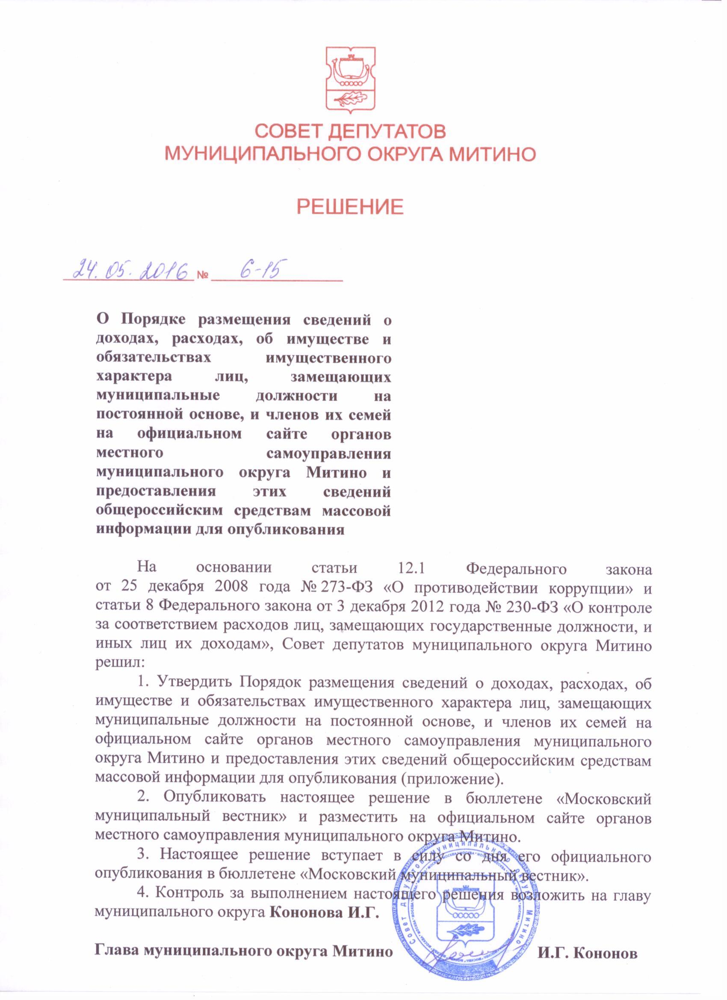 СОВЕТ ДЕПУТАТОВ
МУНИЦИПАЛЬНОГО ОКРУГА МИТИНО
РЕШЕНИЕ
24.05.2016 № 6-15
О Порядке размещения сведений о
доходах, расходах, об имуществе и
обязательствах имущественного
характера лиц, замещающих
муниципальные должности на
постоянной основе, и членов их семей
на официальном сайте органов
местного самоуправления
муниципального округа Митино и
предоставления этих сведений
общероссийским средствам массовой
информации для опубликования
На основании статьи 12.1 Федерального закона
от 25 декабря 2008 года № 273-ФЗ «О противодействии коррупции» и
статьи 8 Федерального закона от 3 декабря 2012 года № 230-ФЗ «О контроле
за соответствием расходов лиц, замещающих государственные должности, и
иных лиц их доходам», Совет депутатов муниципального округа Митино
решил:
1. Утвердить Порядок размещения сведений о доходах, расходах, об
имуществе и обязательствах имущественного характера лиц, замещающих
муниципальные должности на постоянной основе, и членов их семей на
официальном сайте органов местного самоуправления муниципального
округа Митино и предоставления этих сведений общероссийским средствам
массовой информации для опубликования (приложение).
2. Опубликовать настоящее решение в бюллетене «Московский
муниципальный вестник» и разместить на официальном сайте органов
местного самоуправления муниципального округа Митино.
3. Настоящее решение вступает в силу со дня его официального
опубликования в бюллетене «Московский муниципальный вестник».
4. Контроль за выполнением настоящего решения возложить на главу
муниципального округа Кононова И.Г.
Глава муниципального округа Митино И.Г. Кононов
Совет депутатов муниципального округа Митино